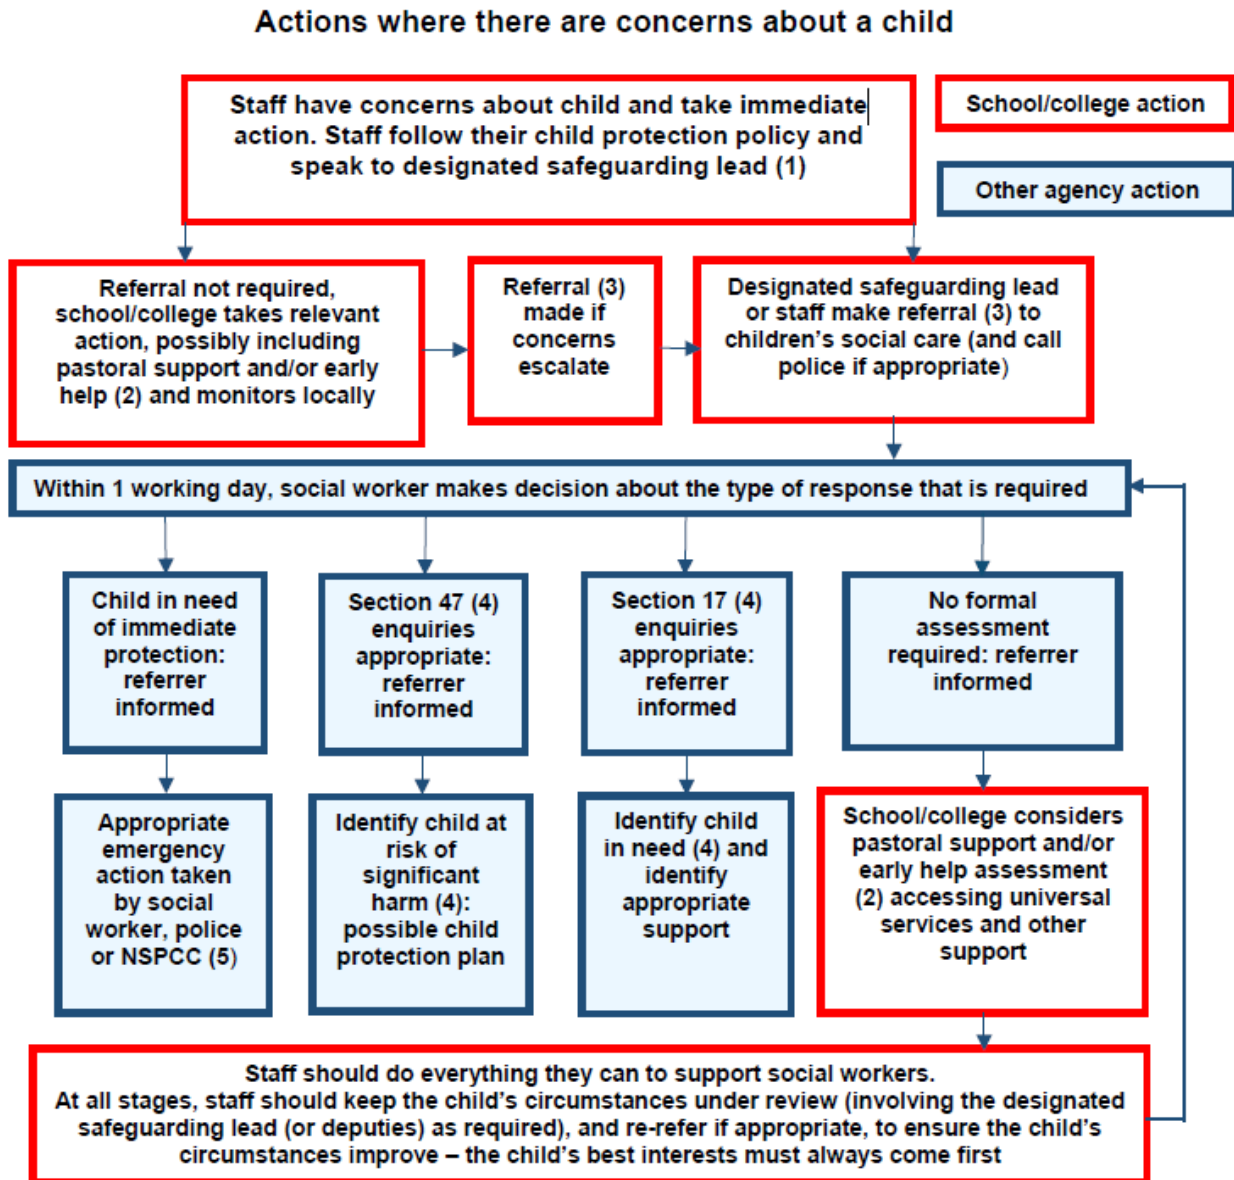 Actions where there are concerns about a child
Staff have concerns about child and take immediate
action. Staff follow their child protection policy and
speak to designated safeguarding lead (1)
School/college action
Other agency action
Referral not required,
school/college takes relevant
action, possibly including
pastoral support and/or early
help (2) and monitors locally
Referral (3)
made if
concerns
escalate
Designated safeguarding lead
or staff make referral (3) to
children’s social care (and call
police if appropriate)
Within 1 working day, social worker makes decision about the type of response that is required
Child in need
of immediate
protection:
referrer
informed
Section 47 (4)
enquiries
appropriate:
referrer
informed
Section 17 (4)
enquiries
appropriate:
referrer
informed
No formal
assessment
required: referrer
informed
Appropriate
emergency
action taken
by social
worker, police
or NSPCC (5)
Identify child at
risk of
significant
harm (4):
possible child
protection plan
Identify child
in need (4) and
identify
appropriate
support
School/college considers
pastoral support and/or
early help assessment
(2) accessing universal
services and other
support
Staff should do everything they can to support social workers.
At all stages, staff should keep the child’s circumstances under review (involving the designated
safeguarding lead (or deputies) as required), and re-refer if appropriate, to ensure the child’s
circumstances improve – the child’s best interests must always come first